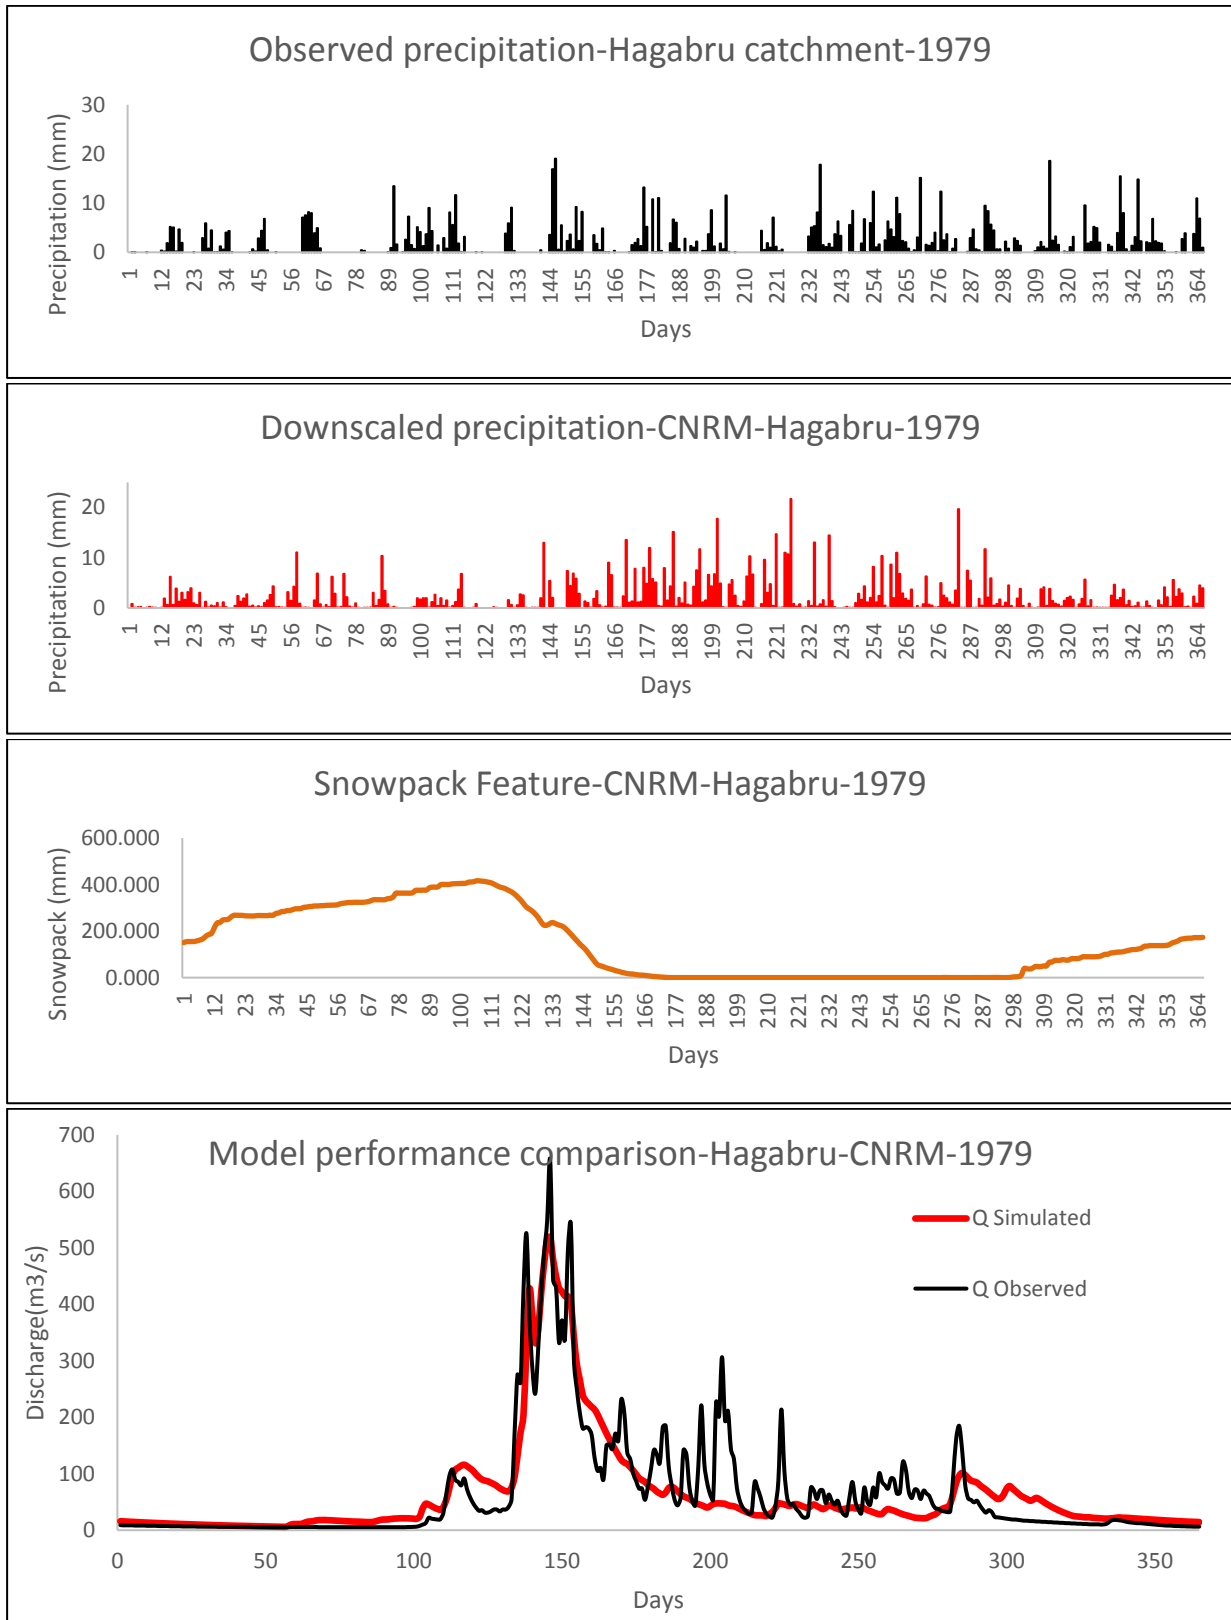 Observed precipitation-Hagabru catchment-1979
Precipitation (mm)
30
20
10
0
1 12 23 34 45 56 67 78 89 100 111 122 133 144 155 166 177 188 199 210 221 232 243 254 265 276 287 298 309 320 331 342 353 364
Days
Downscaled precipitation-CNRM-Hagabru-1979
Precipitation (mm)
20
10
0
1 12 23 34 45 56 67 78 89 100 111 122 133 144 155 166 177 188 199 210 221 232 243 254 265 276 287 298 309 320 331 342 353 364
Days
Snowpack Feature-CNRM-Hagabru-1979
Snowpack (mm)
600.000
400.000
200.000
0.000
1 12 23 34 45 56 67 78 89 100 111 122 133 144 155 166 177 188 199 210 221 232 243 254 265 276 287 298 309 320 331 342 353 364
Days
Model performance comparison-Hagabru-CNRM-1979
Discharge(m3/s)
700
600
500
400
300
200
100
0
Q Simulated
Q Observed
0 50 100 150 200 250 300 350
Days